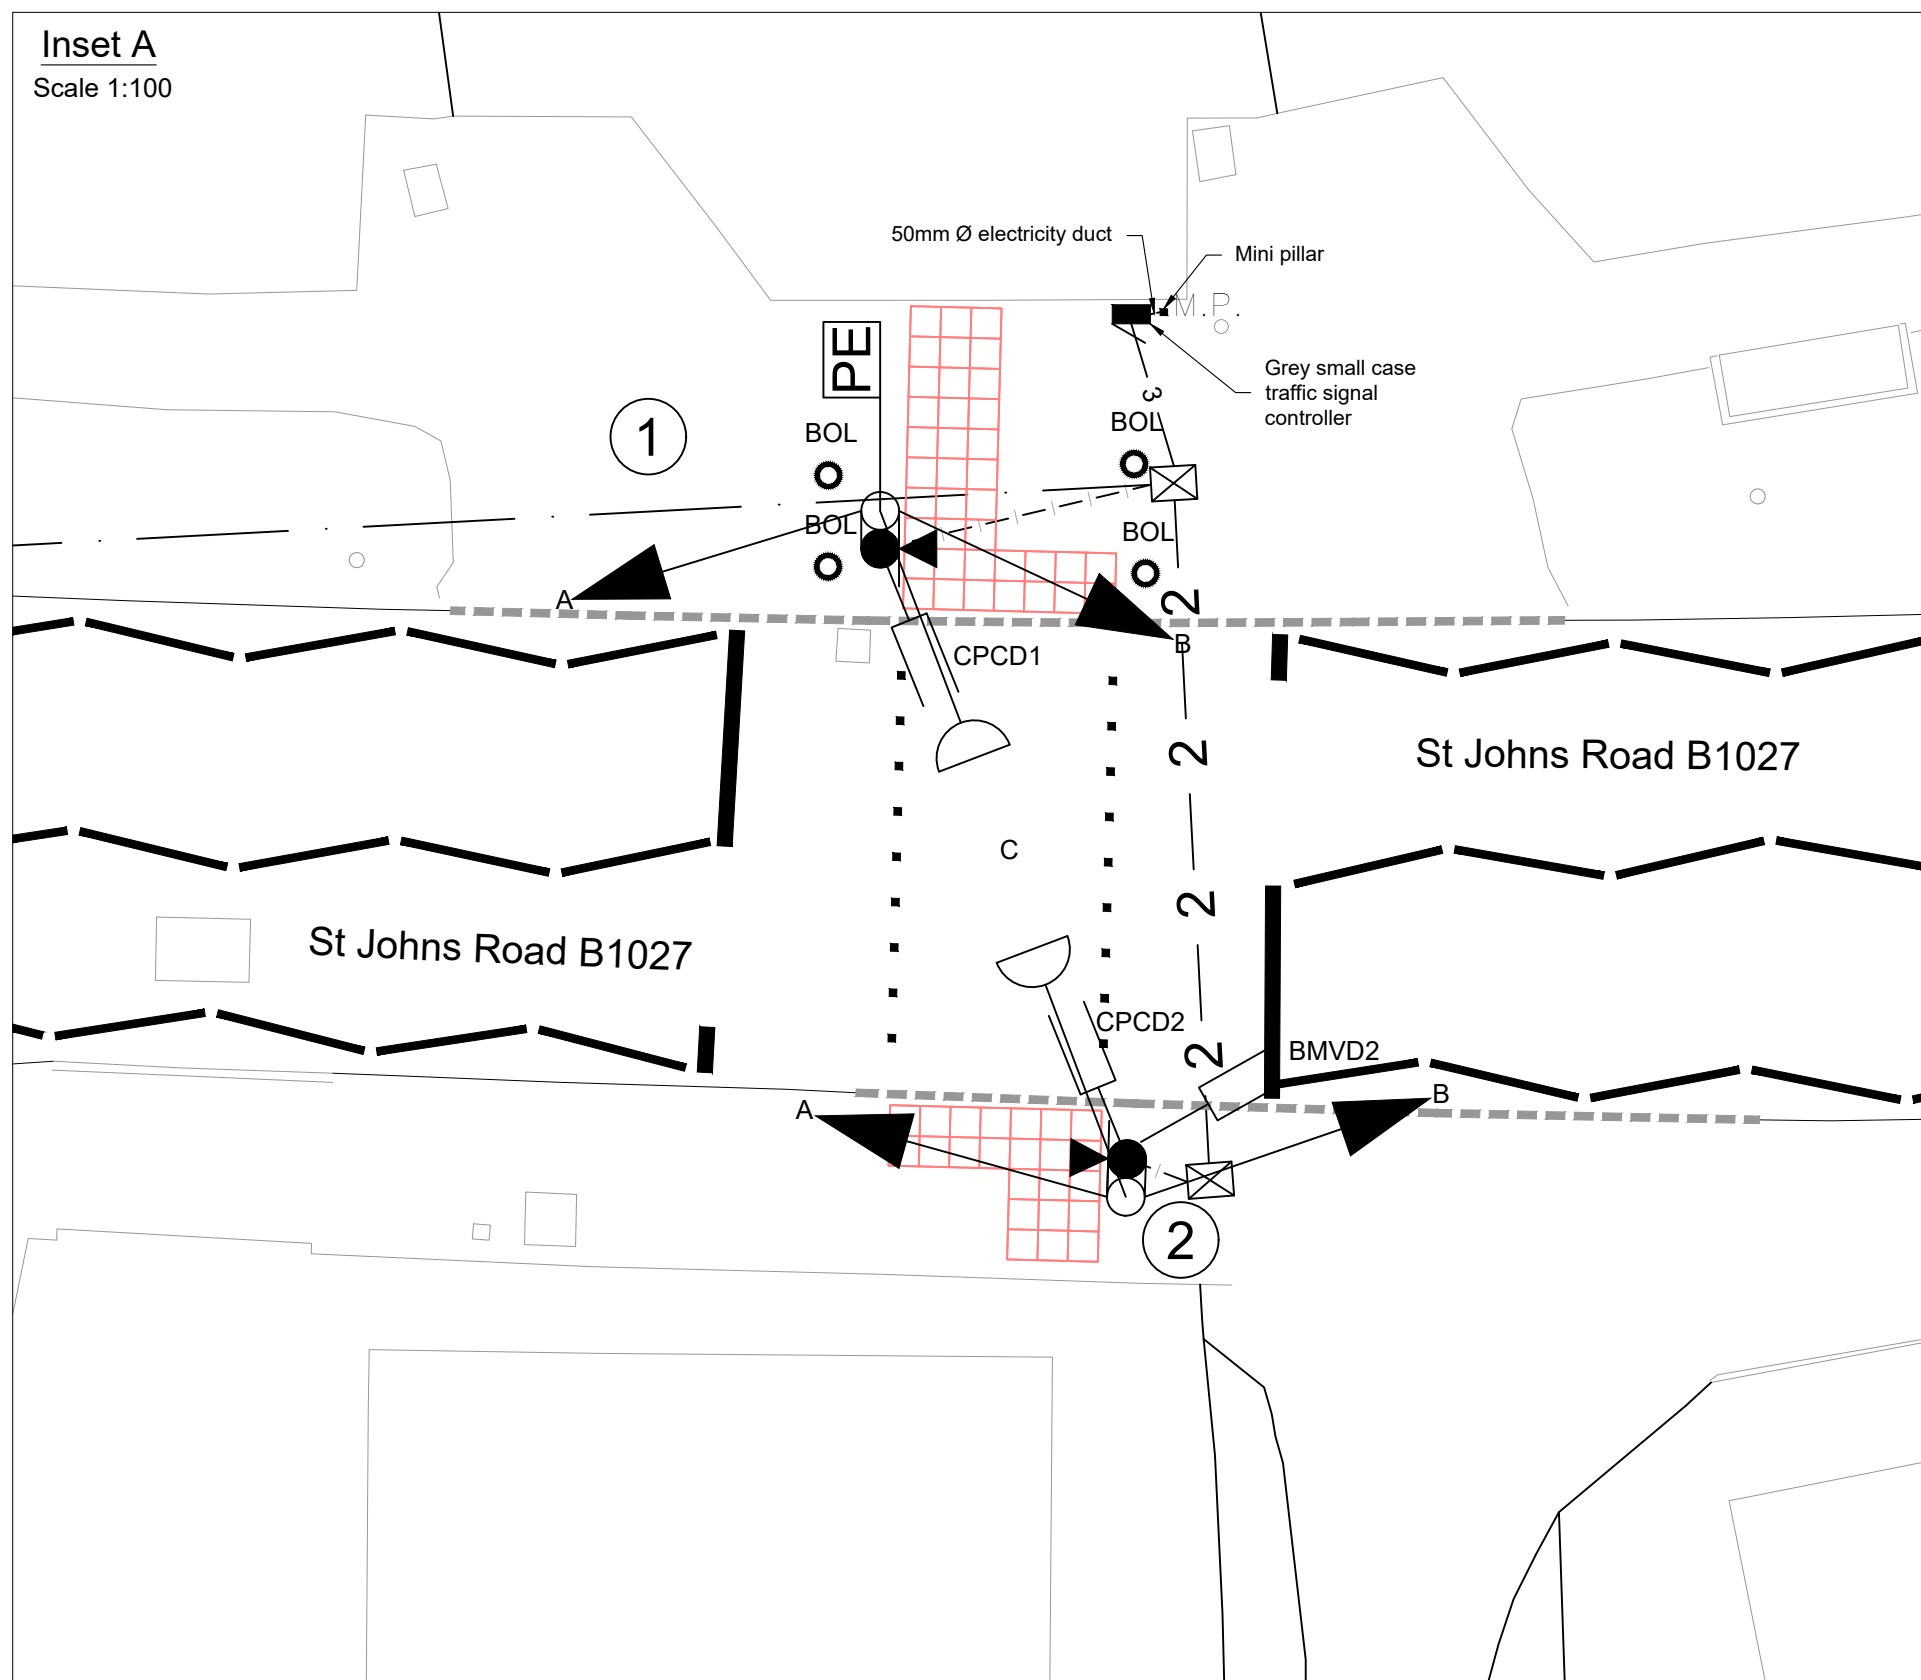 Inset A
Scale 1:100
50mm Ø electricity duct
Mini pillar
M.P.
PE
Grey small case
traffic signal
controller
3
1
BOL
BOL
BOL
BOL
A
2
B
CPCD1
2
St Johns Road B1027
C
2
St Johns Road B1027
CPCD2
2
BMVD2
A
B
2